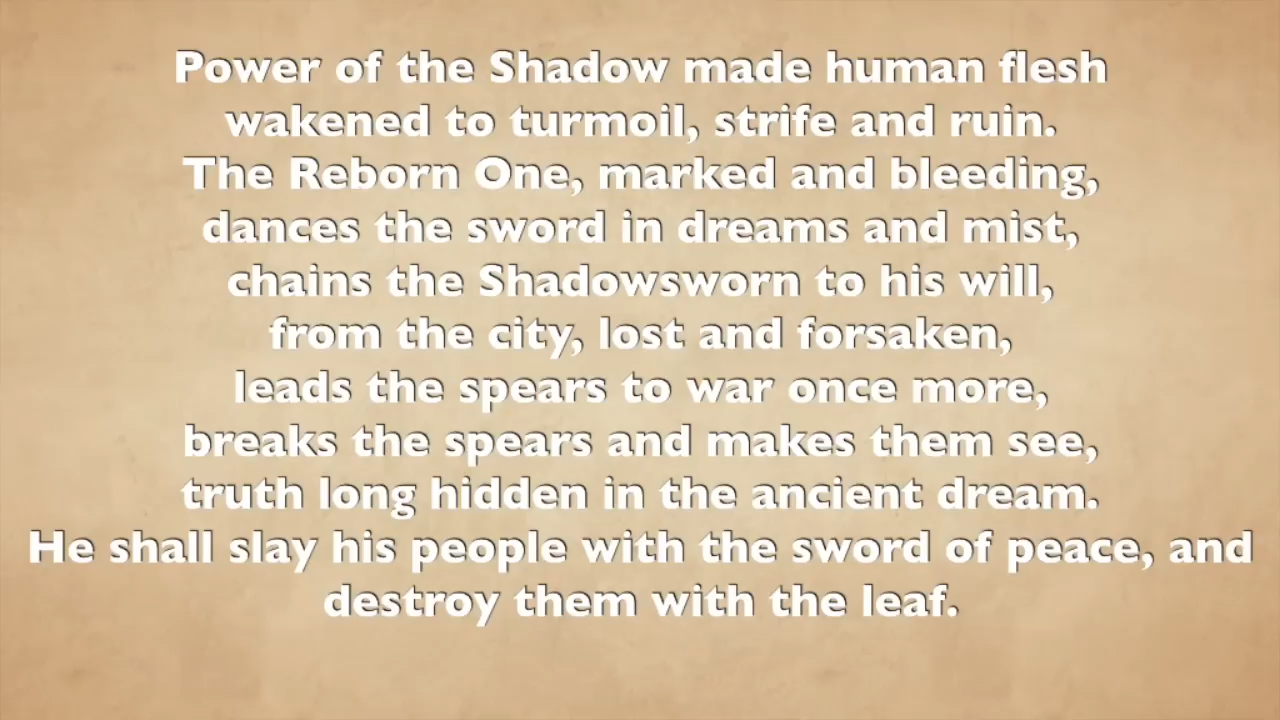 Power of the Shadow made human flesh
wakened to turmoil, strife and ruin.
The Reborn One, marked and bleeding,
dances the sword in dreams and mist,
chains the Shadowsworn to his will,
from the city, lost and forsaken,
leads the spears to war once more,
breaks the spears and makes them see,
truth long hidden in the ancient dream.
He shall slay his people with the sword of peace, and
destroy them with the leaf.